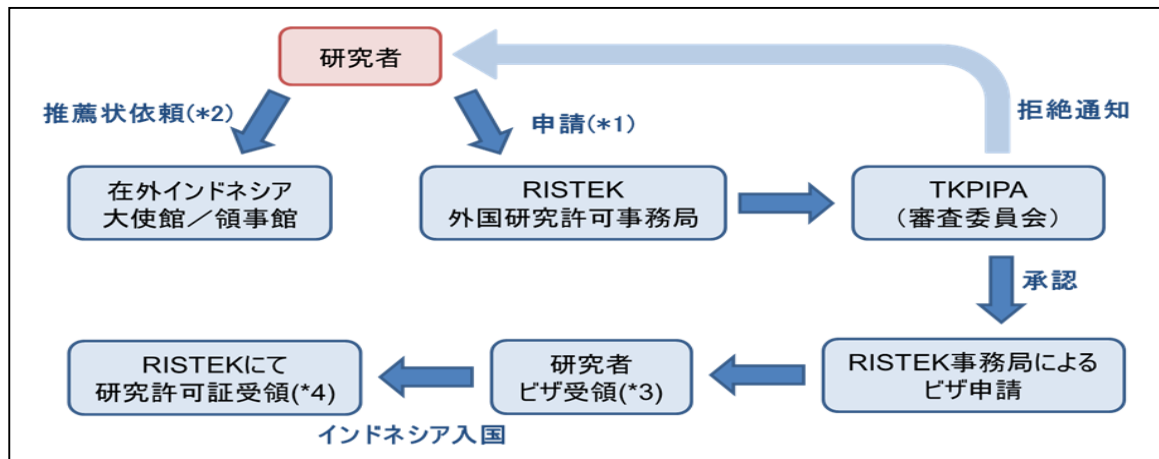 研究者
推薦状依頼(*2)
申請(*1)
拒絶通知
在外インドネシア
大使館／領事館
RISTEK
外国研究許可事務局
TKPIPA
（審査委員会）
承認
RISTEKにて
研究許可証受領(*4)
研究者
ビザ受領(*3)
RISTEK事務局による
ビザ申請
インドネシア入国